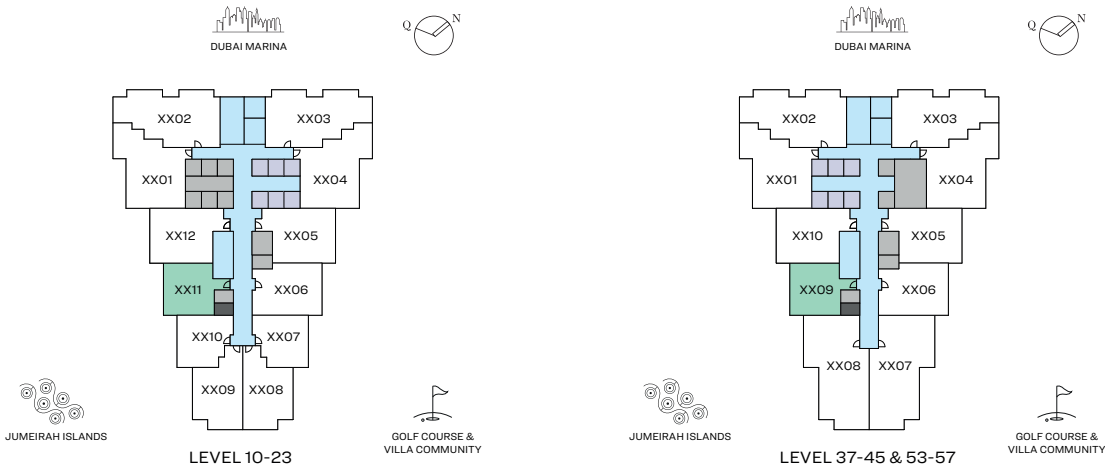 DUBAI MARINA
Q N
XX02
XX03
XX01
XX04
XX12
XX05
XX11
XX06
XX10
XX07
XX09
XX08
JUMEIRAH ISLANDS
GOLF COURSE &
VILLA COMMUNITY
LEVEL 10-23
DUBAI MARINA
Q N
XX02
XX03
XX01
XX04
XX10
XX05
XX09
XX06
XX08
XX07
JUMEIRAH ISLANDS
GOLF COURSE &
VILLA COMMUNITY
LEVEL 37-45 & 53-57